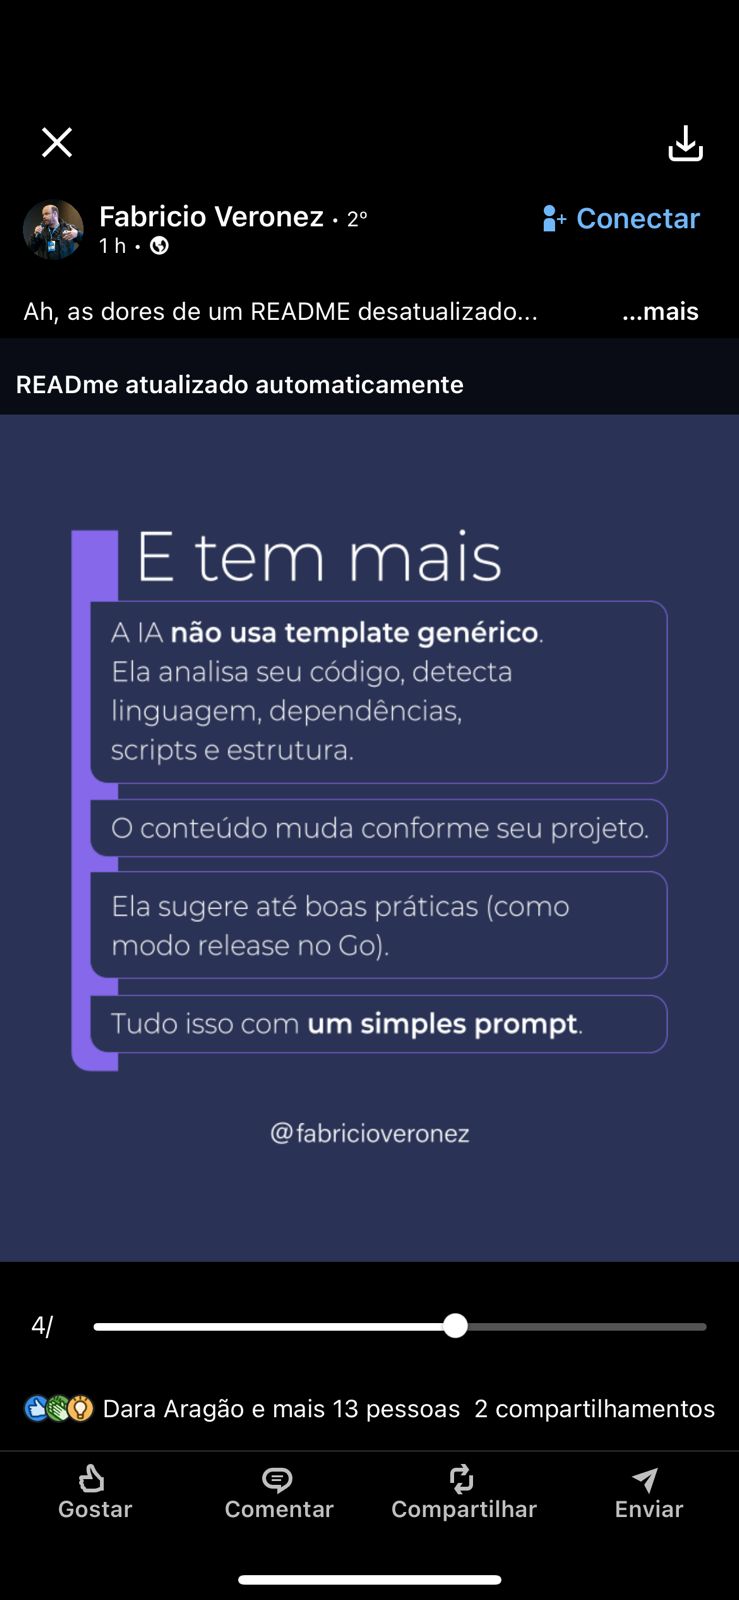 Fabricio Veronez • 2º
Conectar
1 h •
Ah, as dores de um README desatualizado...
...mais
READme atualizado automaticamente
E tem mais
A IA não usa template genérico.
Ela analisa seu código, detecta
linguagem, dependências,
scripts e estrutura.
O conteúdo muda conforme seu projeto.
Ela sugere até boas práticas (como
modo release no Go).
Tudo isso com um simples prompt.
@fabricioveronez
4/
Dara Aragão e mais 13 pessoas
2 compartilhamentos
Gostar
Comentar
Compartilhar
Enviar